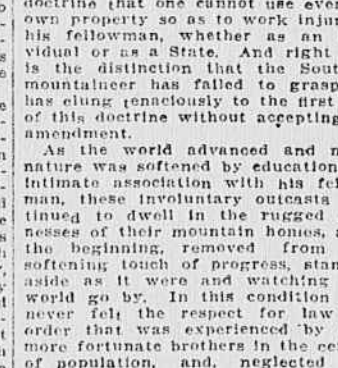 doctrine that one cannot use eve
own property so as to work inju
his fellowman, whether as an
vidual or as a State. And right
is the distinction that the Sout
mountaineer has failed to grasp
has clung tenaciously to the first
of this doctrine without accepting
amendment.
As the world advanced and n
nature was softened by education
intimate association with his fel
man, these involuntary outcasts
tinued to dwell in the rugged
nesses of their mountain homes, a
the beginning, removed from
softening touch of progress, stan
aside as it were and watching
world go by. In this condition
never felt the respect for law
order that was experienced by
more fortunate brothers in the ce
of population, and, neglected